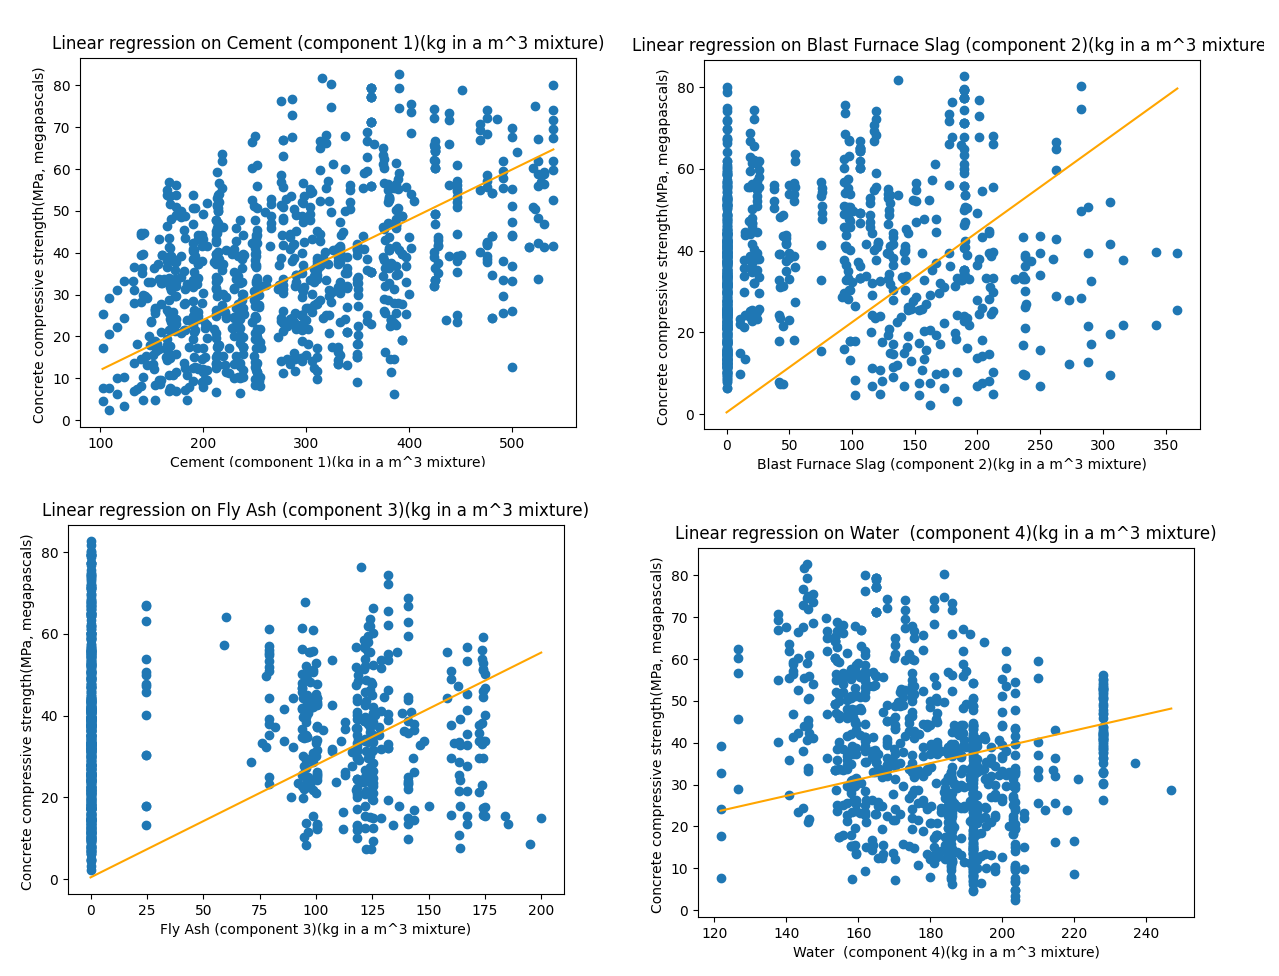 Linear regression on Cement (component 1)(kg in a m^3 mixture)
Concrete compressive strength(MPa, megapascals)
80
70
60
50
40
30
20
10
0
100 200 300 400 500
Cement (component 1)(kg in a m^3 mixture)
Linear regression on Blast Furnace Slag (component 2)(kg in a m^3 mixture
Concrete compressive strength(MPa, megapascals)
80
60
40
20
0
0 50 100 150 200 250 300 350
Blast Furnace Slag (component 2)(kg in a m^3 mixture)
Linear regression on Fly Ash (component 3)(kg in a m^3 mixture)
Concrete compressive strength(MPa, megapascals)
80
60
40
20
0
0 25 50 75 100 125 150 175 200
Fly Ash (component 3)(kg in a m^3 mixture)
Linear regression on Water  (component 4)(kg in a m^3 mixture)
Concrete compressive strength(MPa, megapascals)
80
70
60
50
40
30
20
10
0
120 140 160 180 200 220 240
Water  (component 4)(kg in a m^3 mixture)